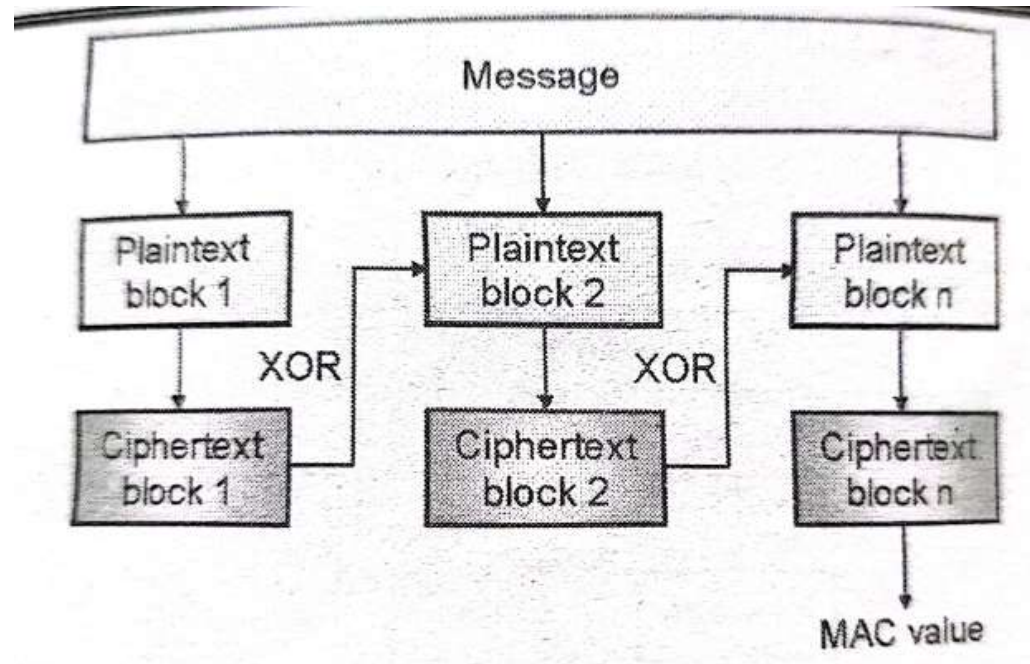 Message
Plaintext
block 1
Plaintext
block 2
Plaintext
block n
XOR
XOR
Ciphertext
block 1
Ciphertext
block 2
Ciphertext
block n
MAC value